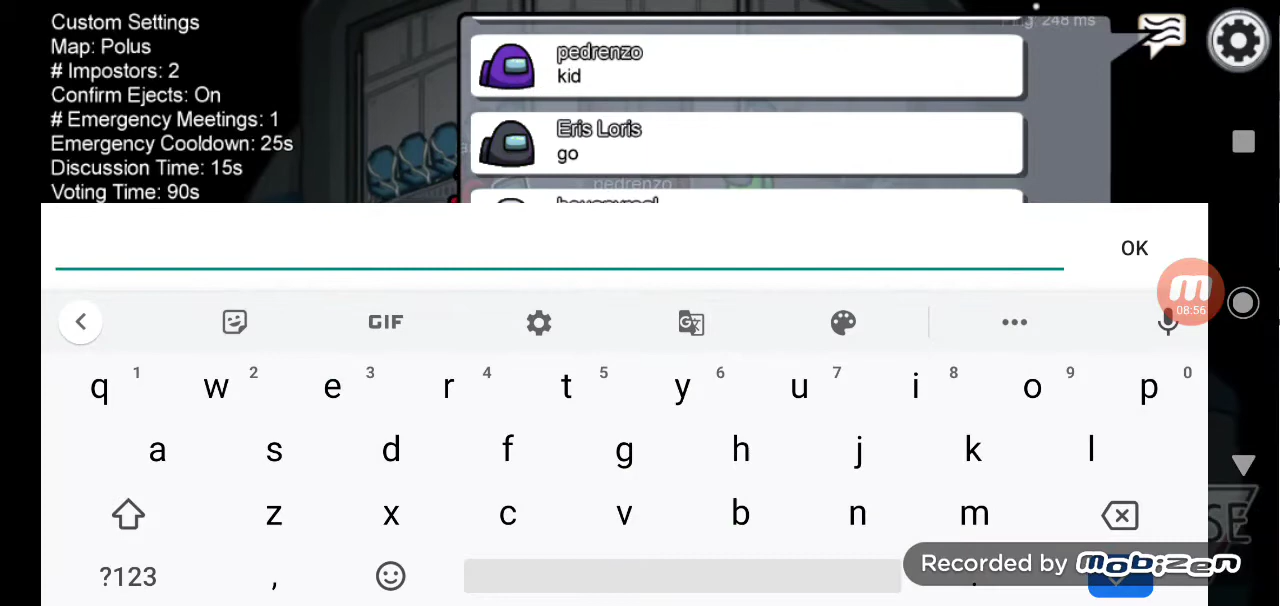 Custom Settings
Map: Polus
# Impostors: 2
Confirm Ejects: On
# Emergency Meetings: 1
Emergency Cooldown: 25s
Discussion Time: 15s
Voting Time: 90s
248 ms
pedrenzo
kid
Eris Loris
go
pedrenzo
OK
08:56
GIF
q 1 w 2 e 3 r 4 t 5 y 6 u 7 i 8 o 9 p 0
a s d f g h j k l
z x c v b n m
?123 , .
Recorded by mobizen